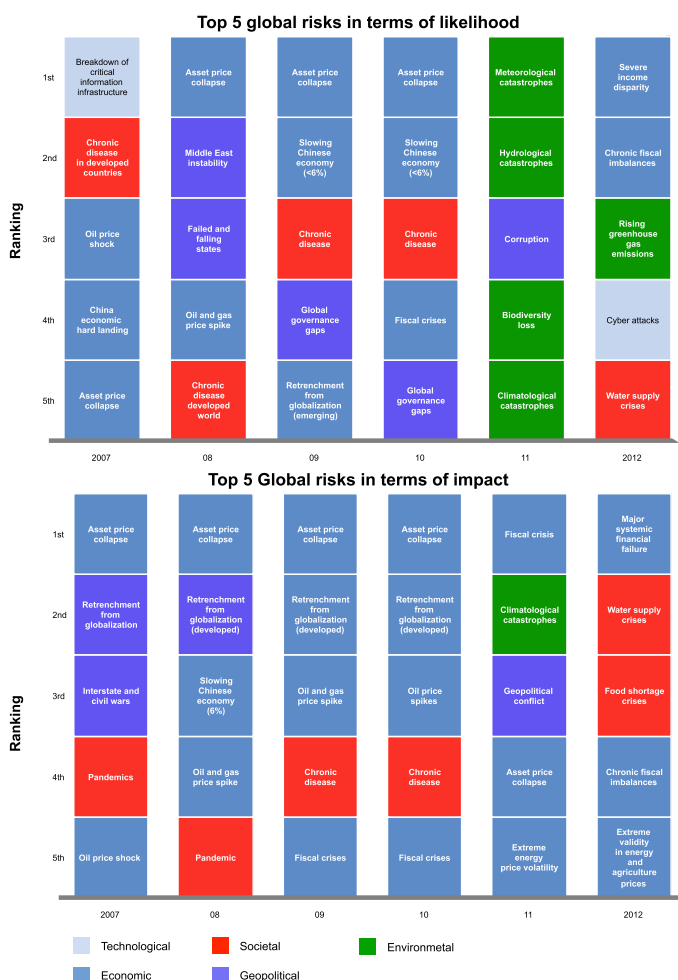 Top 5 global risks in terms of likelihood
Ranking
1st
Breakdown of
critical
information
infrastructure
Asset price
collapse
Asset price
collapse
Asset price
collapse
Meteorological
catastrophes
Severe
income
disparity
2nd
Chronic
disease
in developed
countries
Middle East
instability
Slowing
Chinese
economy
(<6%)
Slowing
Chinese
economy
(<6%)
Hydrological
catastrophes
Chronic fiscal
imbalances
3rd
Oil price
shock
Failed and
falling
states
Chronic
disease
Chronic
disease
Corruption
Rising
greenhouse
gas
emissions
4th
China
economic
hard landing
Oil and gas
price spike
Global
governance
gaps
Fiscal crises
Biodiversity
loss
Cyber attacks
5th
Asset price
collapse
Chronic
disease
developed
world
Retrenchment
from
globalization
(emerging)
Global
governance
gaps
Climatological
catastrophes
Water supply
crises
2007
08
09
10
11
2012
Top 5 Global risks in terms of impact
Ranking
1st
Asset price
collapse
Asset price
collapse
Asset price
collapse
Asset price
collapse
Fiscal crisis
Major
systemic
financial
failure
2nd
Retrenchment
from
globalization
Retrenchment
from
globalization
(developed)
Retrenchment
from
globalization
(developed)
Retrenchment
from
globalization
(developed)
Climatological
catastrophes
Water supply
crises
3rd
Interstate and
civil wars
Slowing
Chinese
economy
(6%)
Oil and gas
price spike
Oil price
spikes
Geopolitical
conflict
Food shortage
crises
4th
Pandemics
Oil and gas
price spike
Chronic
disease
Chronic
disease
Asset price
collapse
Chronic fiscal
imbalances
5th
Oil price shock
Pandemic
Fiscal crises
Fiscal crises
Extreme
energy
price volatility
Extreme
validity
in energy
and
agriculture
prices
2007
08
09
10
11
2012
Technological
Societal
Environmetal
Economic
Geopolitical